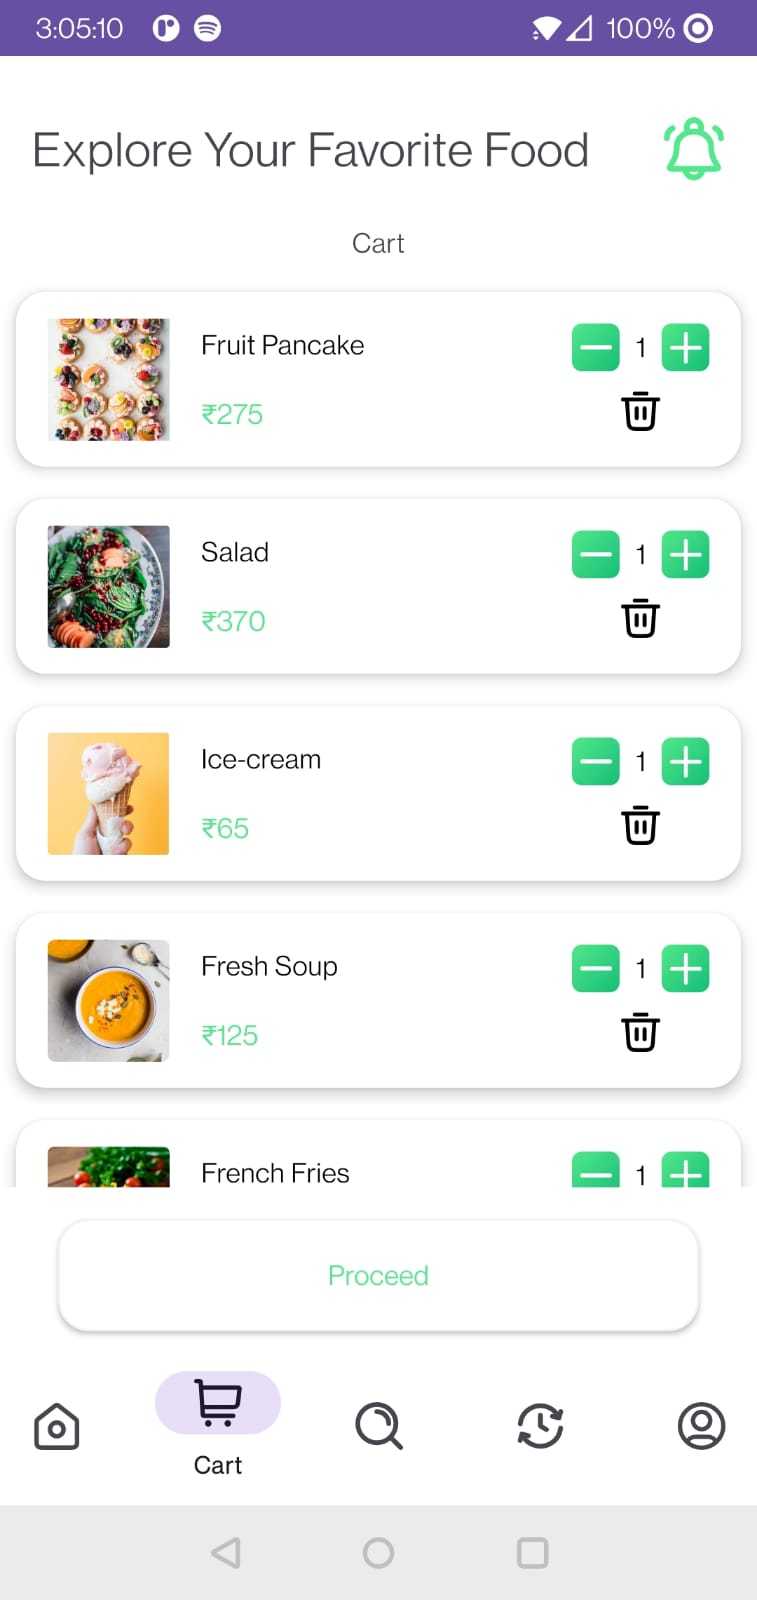 3:05:10 100%
Explore Your Favorite Food
Cart
Fruit Pancake
1
₹275
Salad
1
₹370
Ice-cream
1
₹65
Fresh Soup
1
₹125
French Fries
1
Proceed
Cart